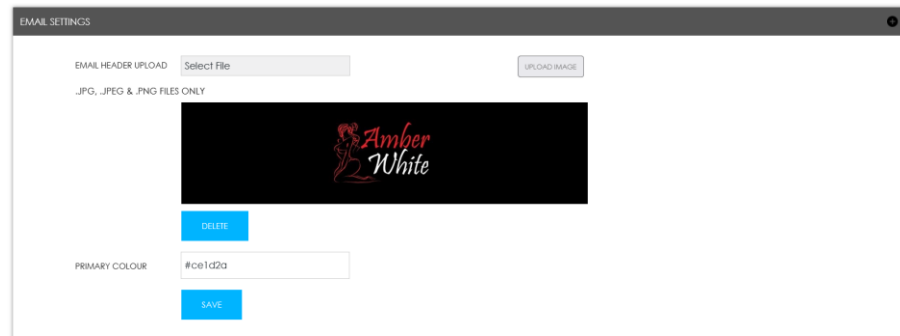 EMAIL SETTINGS
EMAIL HEADER UPLOAD Select File UPLOAD IMAGE
.JPG, .JPEG & .PNG FILES ONLY
Amber
White
DELETE
PRIMARY COLOUR #ce1d2a
SAVE